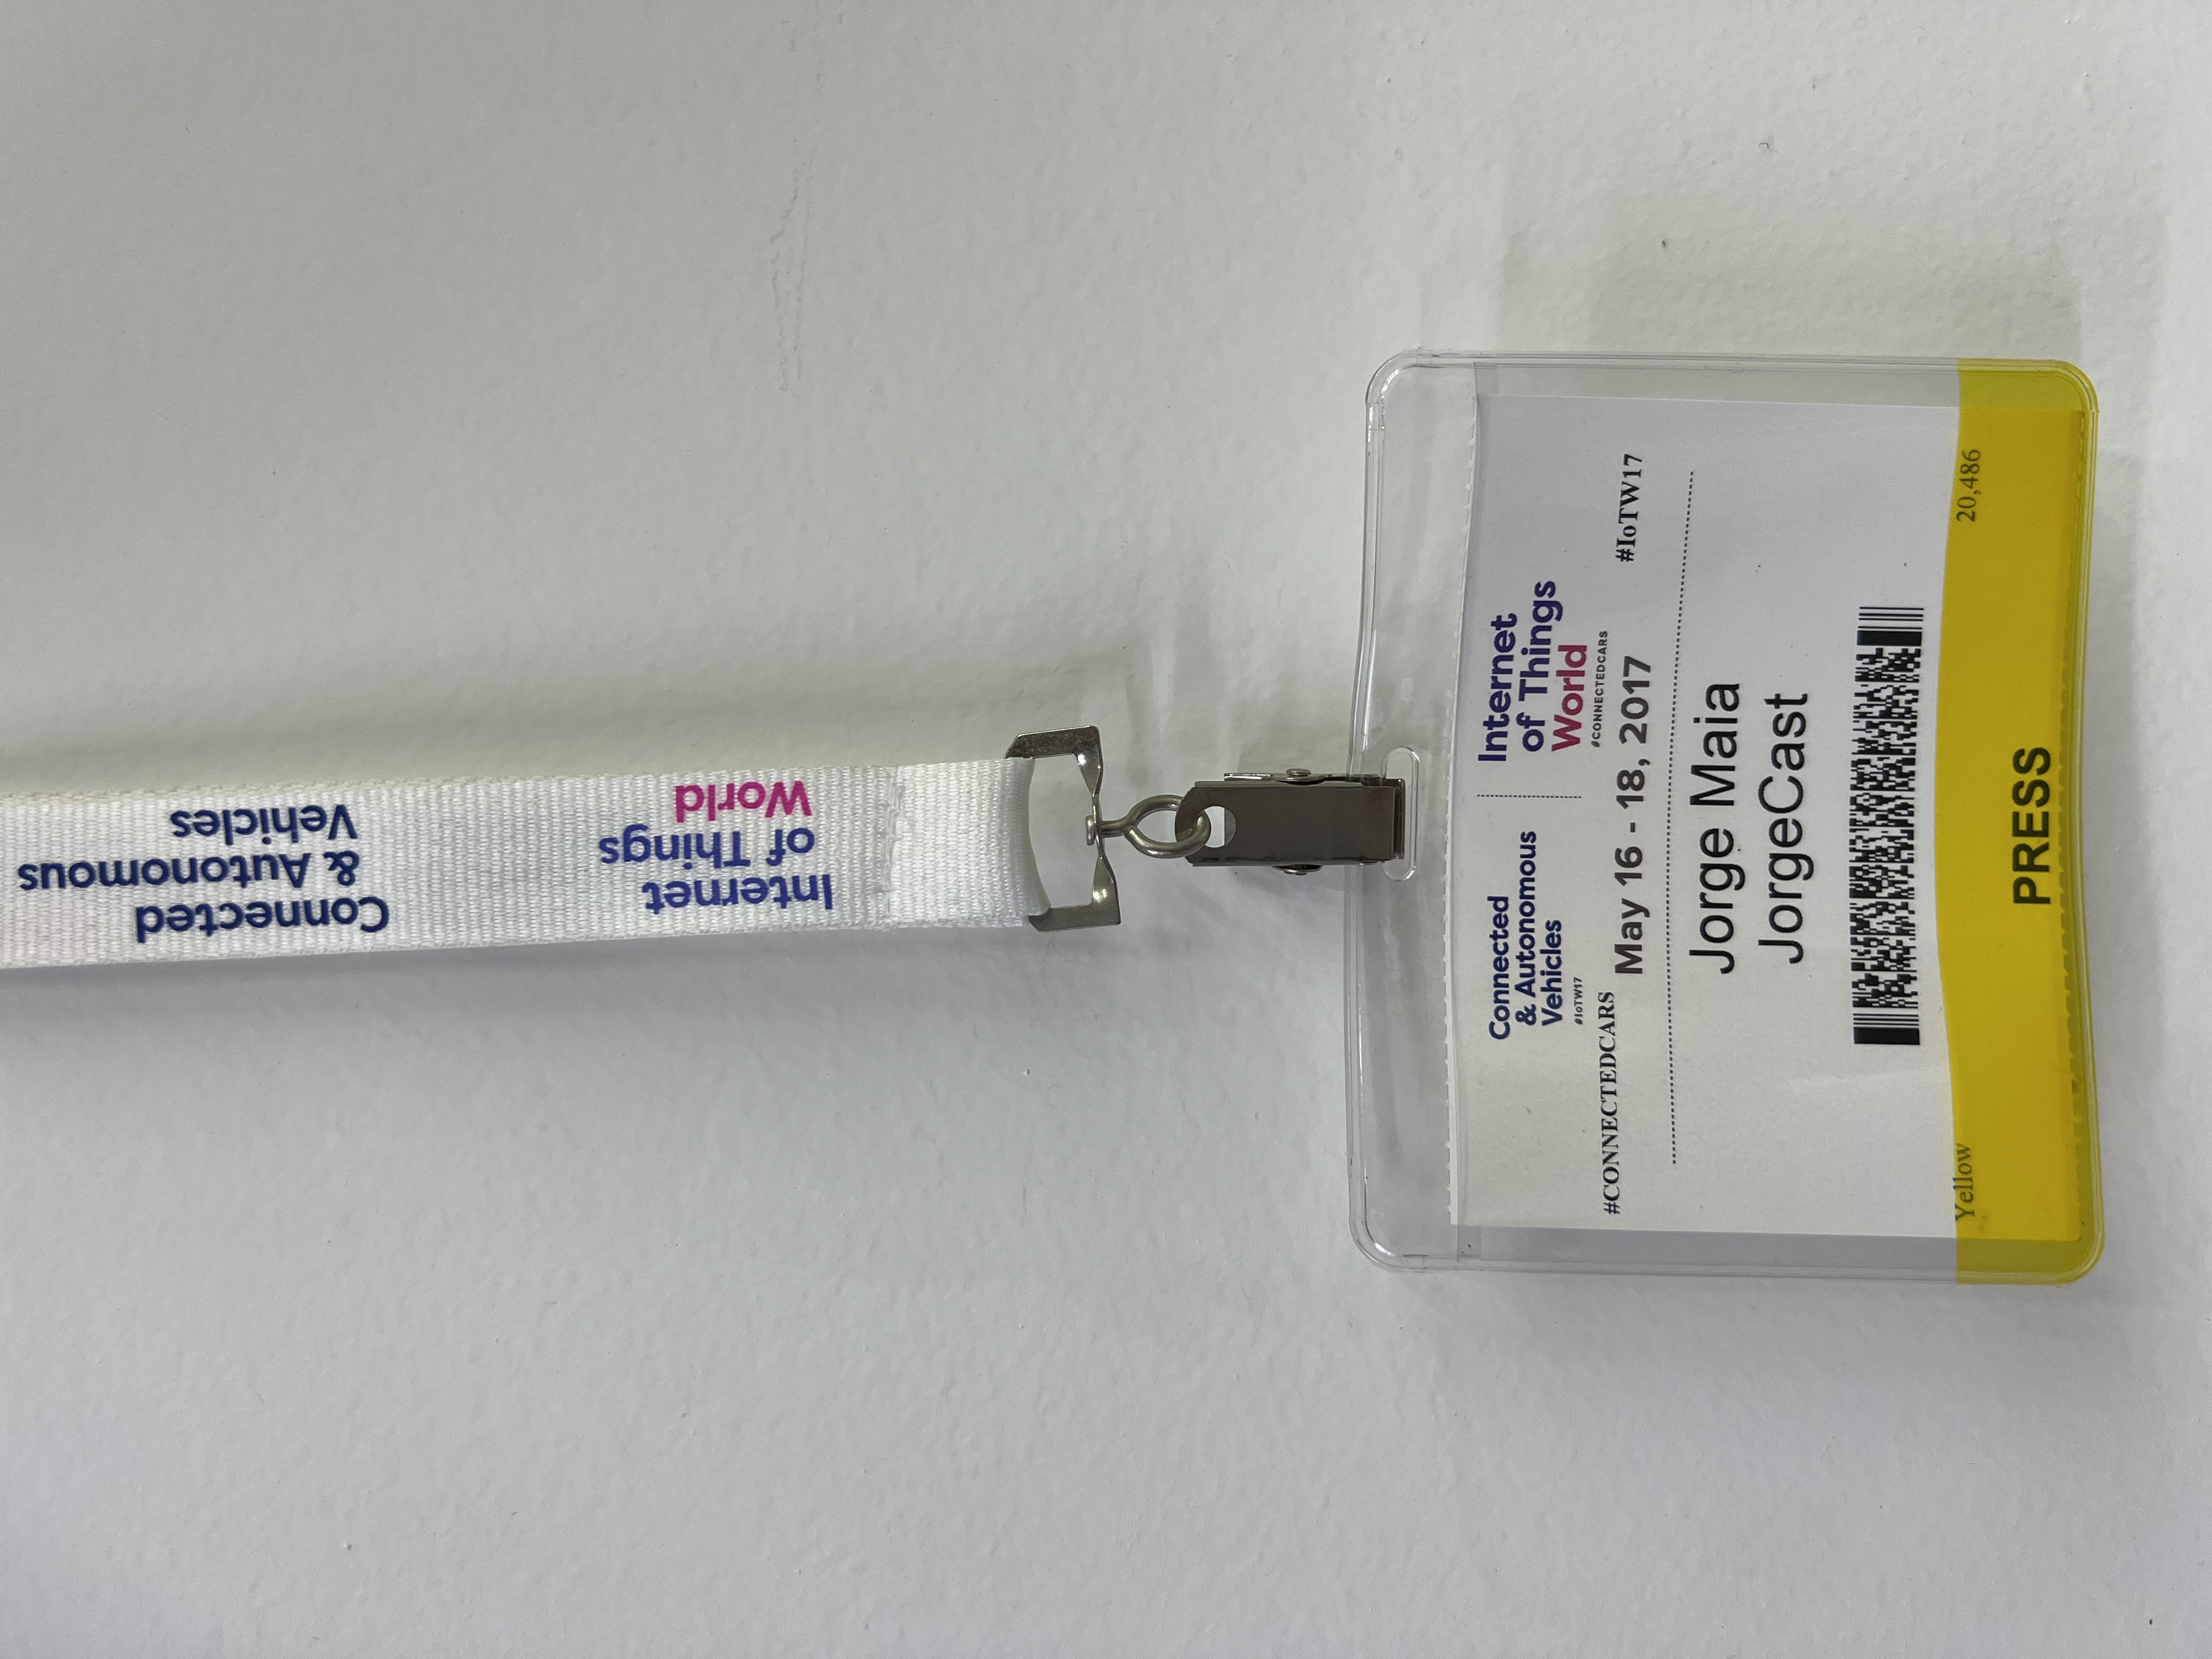 Connected
& Autonomous
Vehicles
Internet
of Things
World
Connected
& Autonomous
Vehicles
#IoTW17
Internet
of Things
World
#CONNECTEDCARS
#CONNECTEDCARS
May 16 - 18, 2017
#IoTW17
Jorge Maia
JorgeCast
Yellow
20,486
PRESS